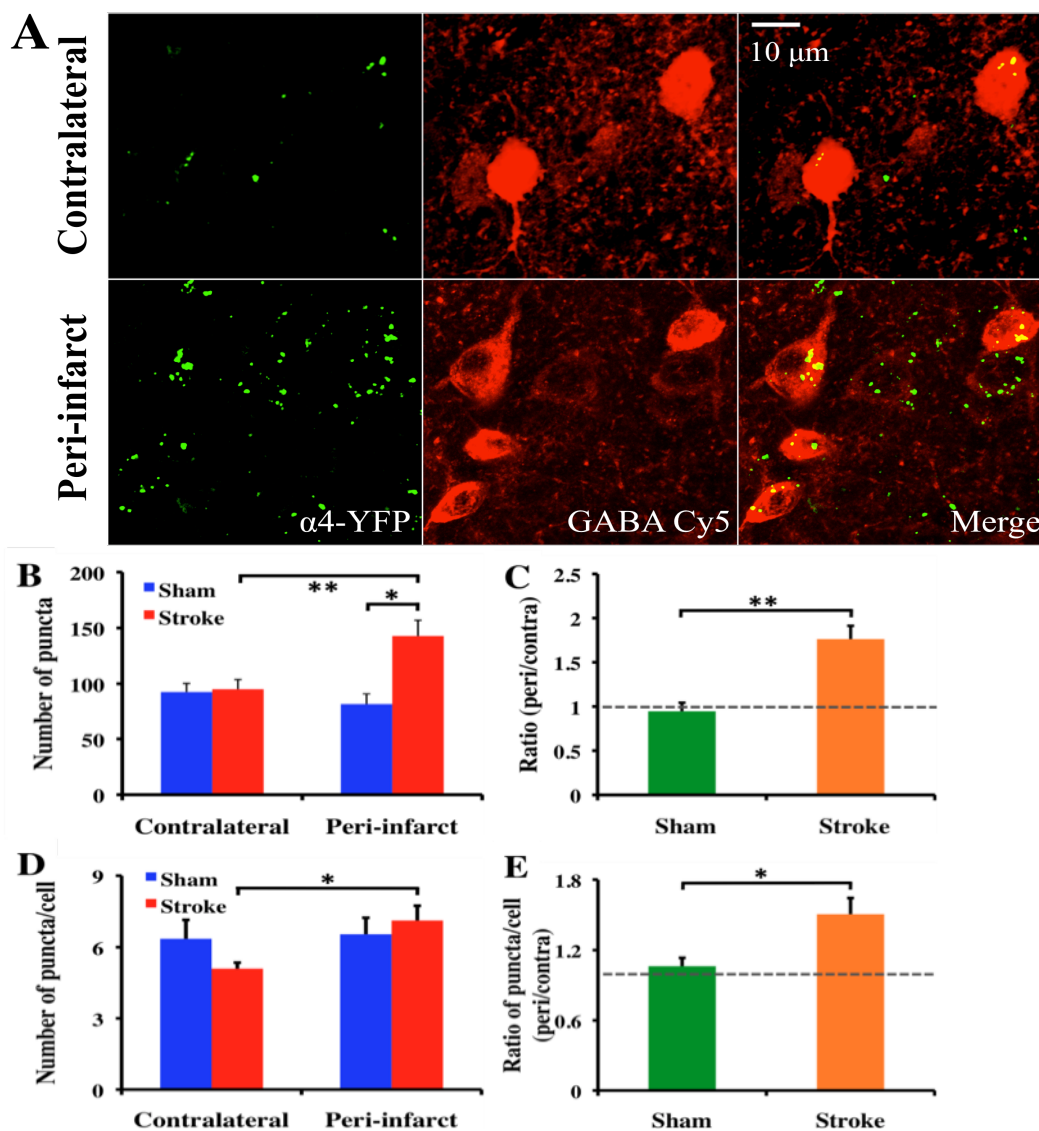 A
Contralateral
10 μm
Peri-infarct
α4-YFP
GABA Cy5
Merge
B
Number of puncta
200
150
100
50
0
Sham
Stroke
**
*
Contralateral
Peri-infarct
C
Ratio (peri/contra)
2.5
2
1.5
1
0.5
0
**
Sham
Stroke
D
Number of puncta/cell
9
6
3
0
Sham
Stroke
*
Contralateral
Peri-infarct
E
Ratio of puncta/cell
(peri/contra)
1.8
1.2
0.6
0
*
Sham
Stroke